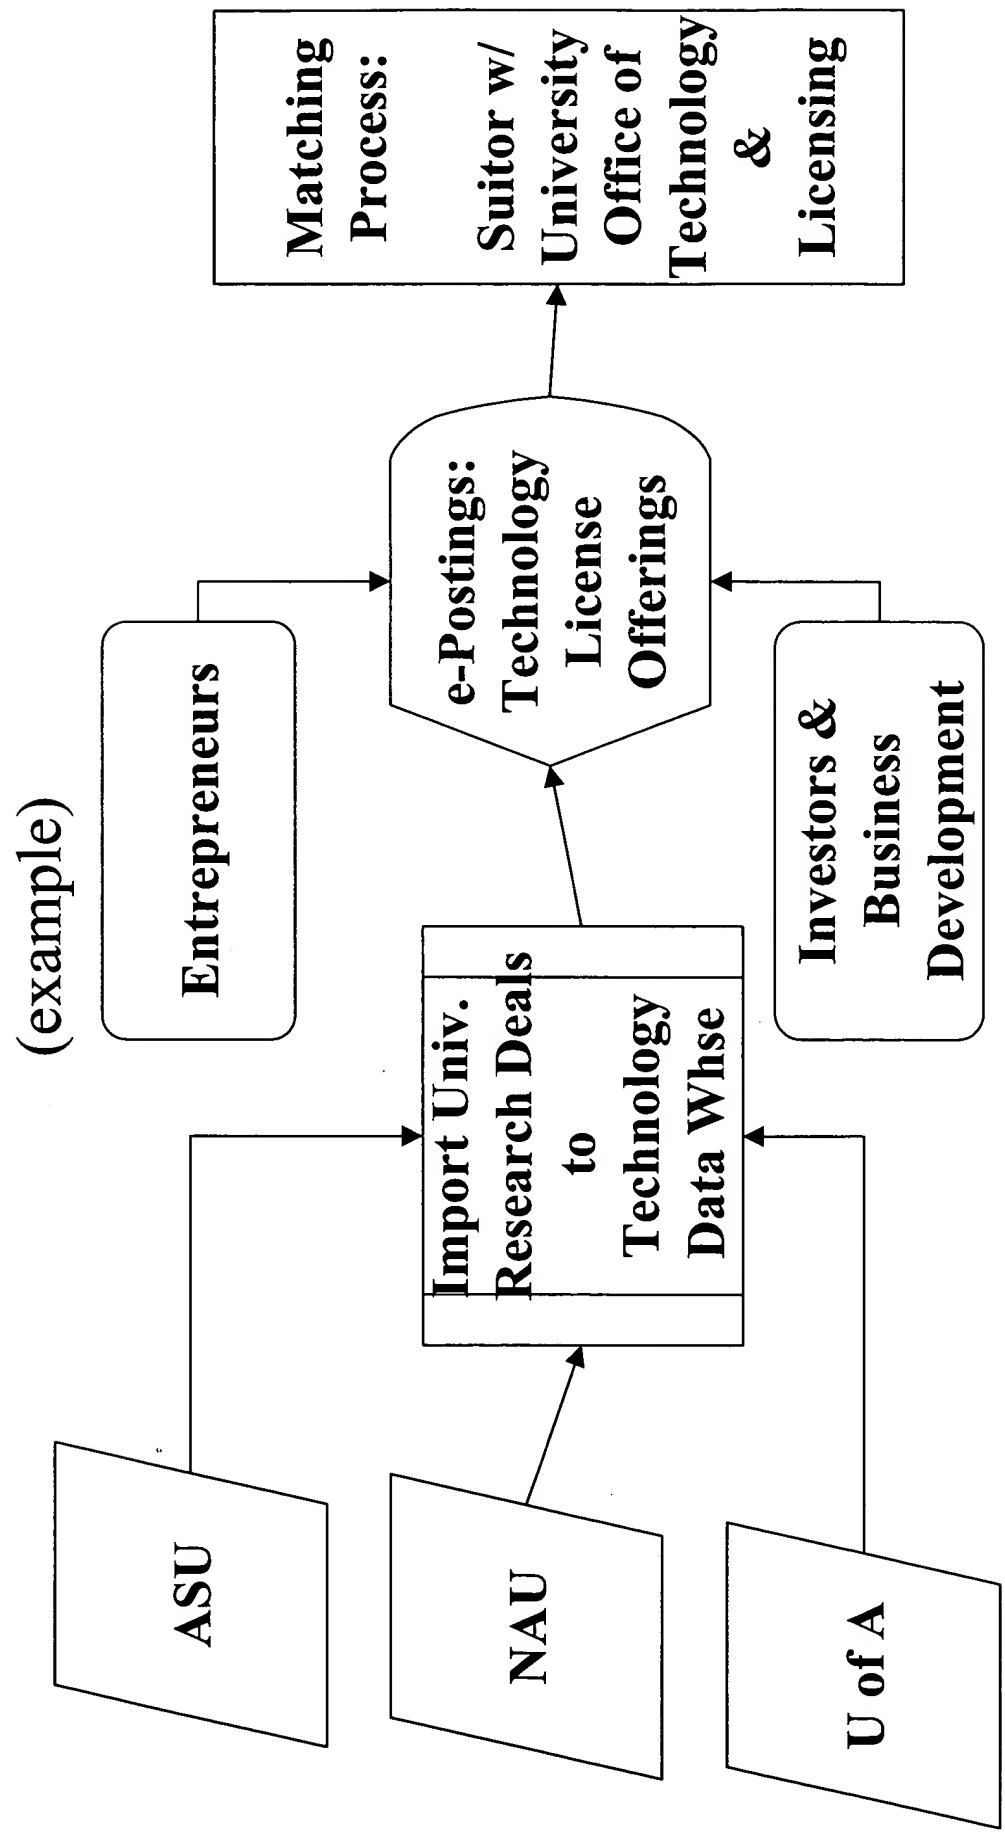 (example)
ASU
NAU
U of A
Import Univ.
Research Deals
to
Technology
Data Whse
Entrepreneurs
e-Postings:
Technology
License
Offerings
Investors &
Business
Development
Matching
Process:
Suitor w/
University
Office of
Technology
&
Licensing